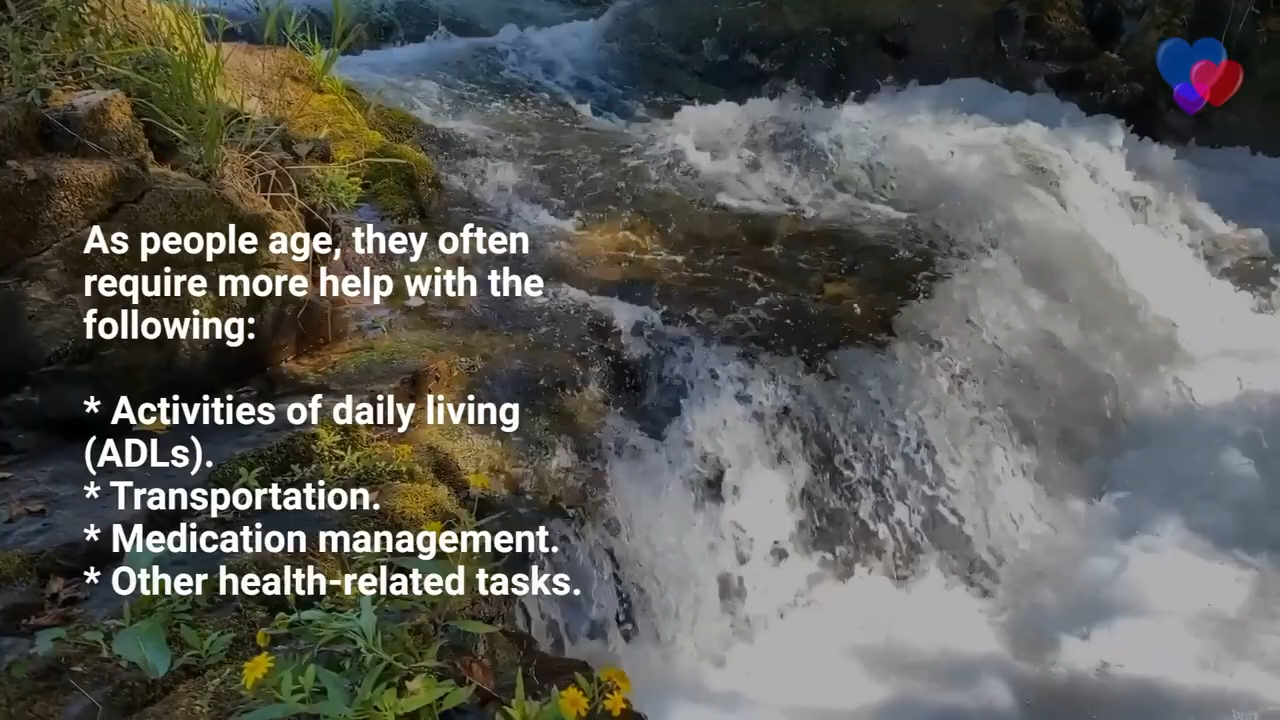 As people age, they often
require more help with the
following:
* Activities of daily living
(ADLs).
* Transportation.
* Medication management.
* Other health-related tasks.